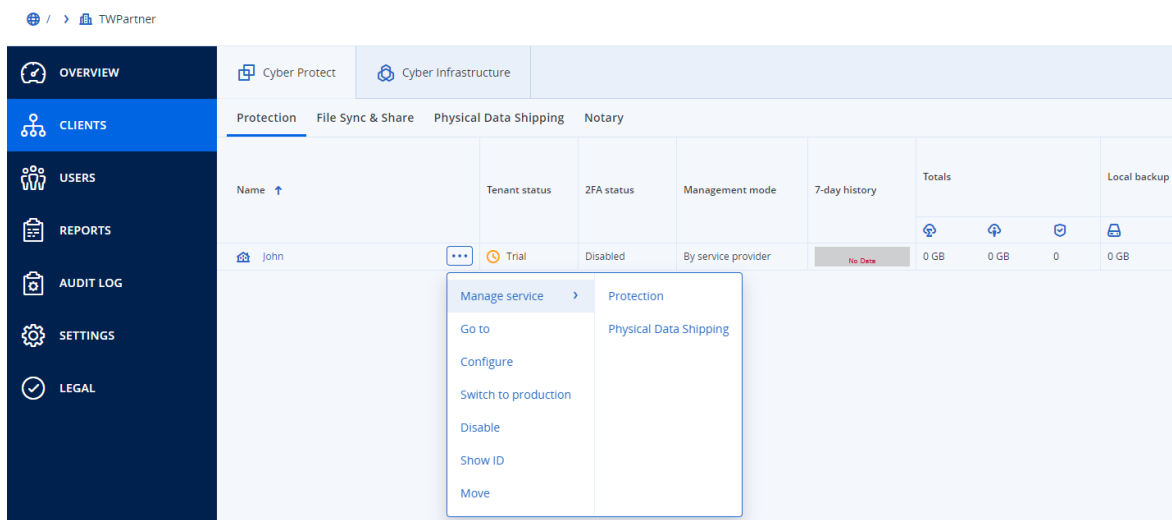 / > TWPartner
OVERVIEW
CLIENTS
USERS
REPORTS
AUDIT LOG
SETTINGS
LEGAL
Cyber Protect Cyber Infrastructure
Protection File Sync & Share Physical Data Shipping Notary
Name Tenant status 2FA status Management mode 7-day history Totals Local backup
John ... Trial Disabled By service provider No Data 0 GB 0 GB 0 0 GB
Manage service > Protection
Go to Physical Data Shipping
Configure
Switch to production
Disable
Show ID
Move